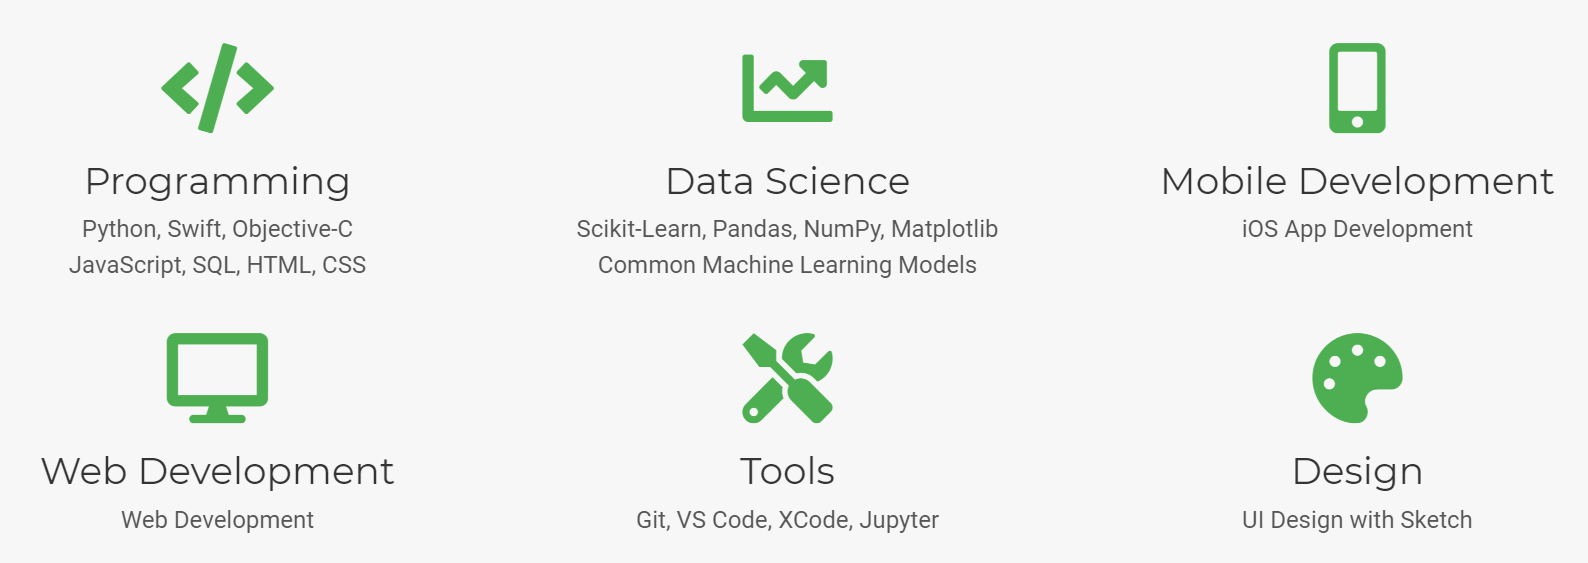 Programming
Python, Swift, Objective-C
JavaScript, SQL, HTML, CSS
Data Science
Scikit-Learn, Pandas, NumPy, Matplotlib
Common Machine Learning Models
Mobile Development
iOS App Development
Web Development
Web Development
Tools
Git, VS Code, XCode, Jupyter
Design
UI Design with Sketch